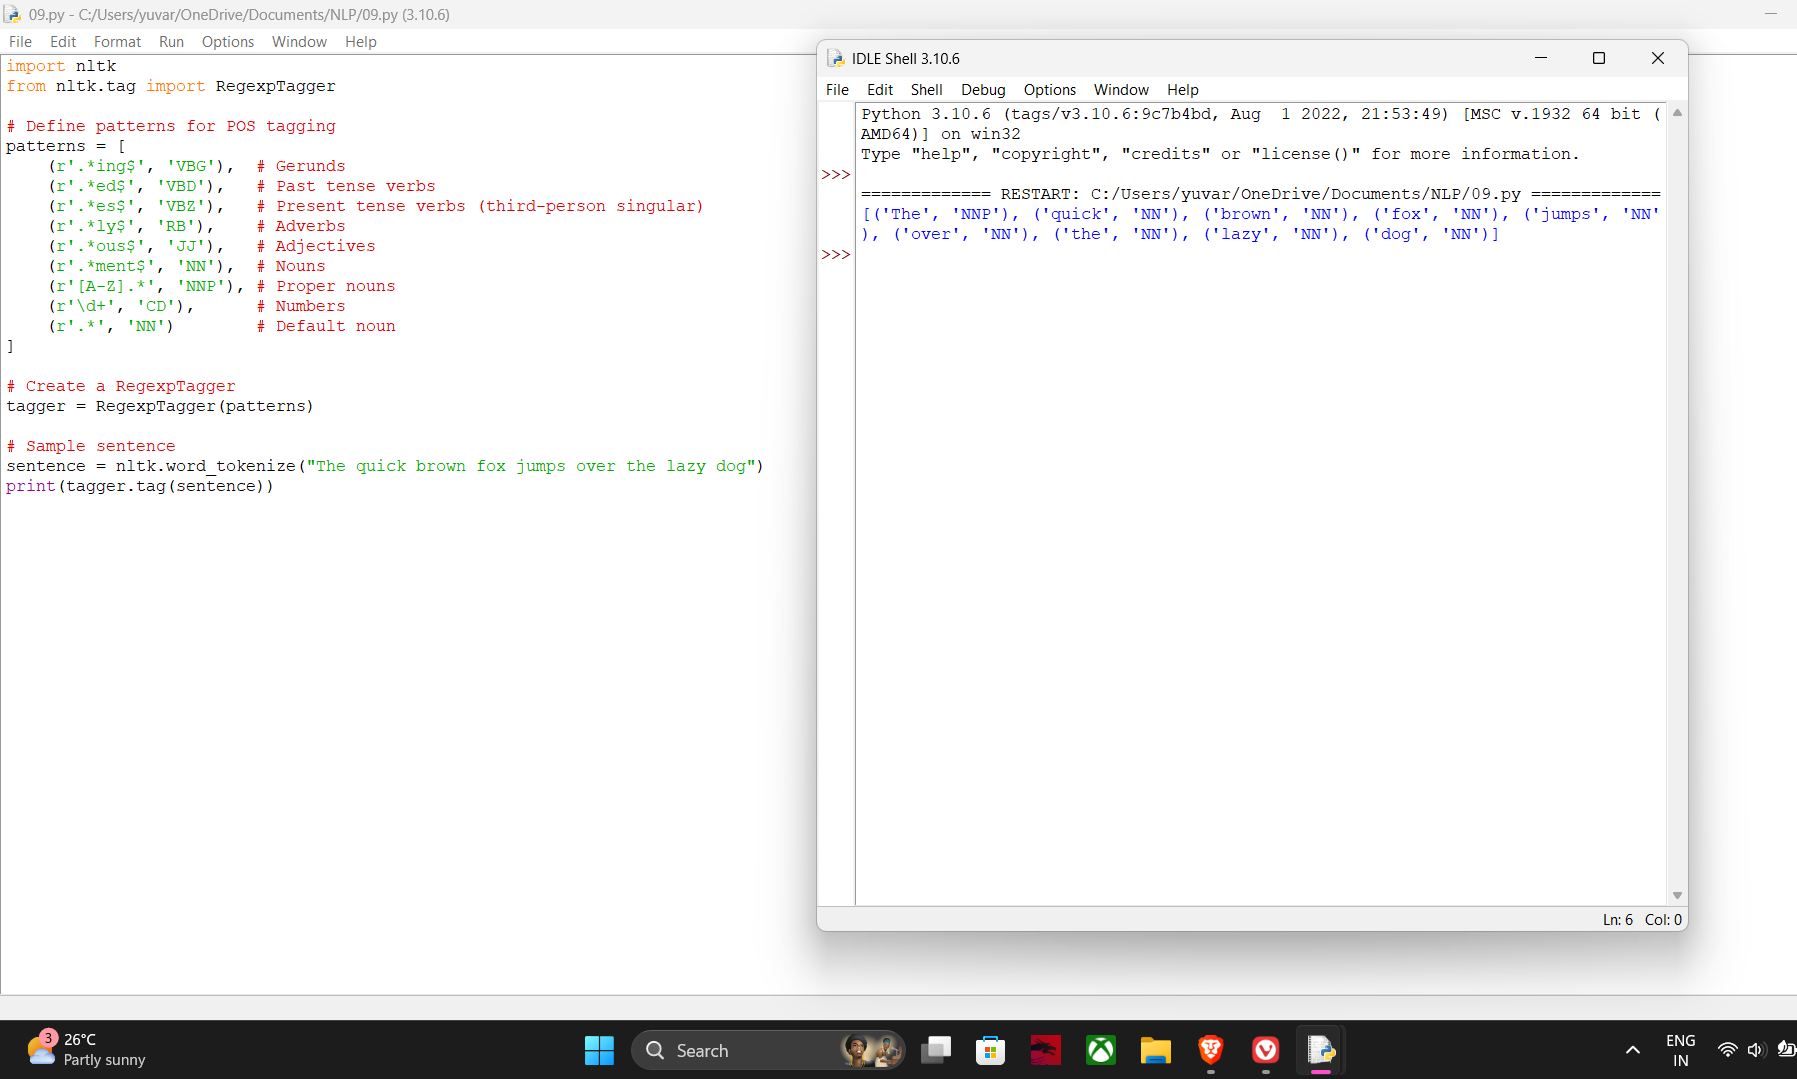 09.py - C:/Users/yuvar/OneDrive/Documents/NLP/09.py (3.10.6)
File Edit Format Run Options Window Help
import nltk
from nltk.tag import RegexpTagger
# Define patterns for POS tagging
patterns = [
(r'.*ing$', 'VBG'), # Gerunds
(r'.*ed$', 'VBD'), # Past tense verbs
(r'.*es$', 'VBZ'), # Present tense verbs (third-person singular)
(r'.*ly$', 'RB'), # Adverbs
(r'.*ous$', 'JJ'), # Adjectives
(r'.*ment$', 'NN'), # Nouns
(r'[A-Z].*', 'NNP'), # Proper nouns
(r'\d+', 'CD'), # Numbers
(r'.*', 'NN') # Default noun
]
# Create a RegexpTagger
tagger = RegexpTagger(patterns)
# Sample sentence
sentence = nltk.word_tokenize("The quick brown fox jumps over the lazy dog")
print(tagger.tag(sentence))
IDLE Shell 3.10.6
File Edit Shell Debug Options Window Help
Python 3.10.6 (tags/v3.10.6:9c7b4bd, Aug  1 2022, 21:53:49) [MSC v.1932 64 bit (
AMD64)] on win32
Type "help", "copyright", "credits" or "license()" for more information.
>>>
============= RESTART: C:/Users/yuvar/OneDrive/Documents/NLP/09.py =============
[('The', 'NNP'), ('quick', 'NN'), ('brown', 'NN'), ('fox', 'NN'), ('jumps', 'NN'
), ('over', 'NN'), ('the', 'NN'), ('lazy', 'NN'), ('dog', 'NN')]
>>>
Ln: 6 Col: 0
3
26°C
Partly sunny
Search
ENG
IN